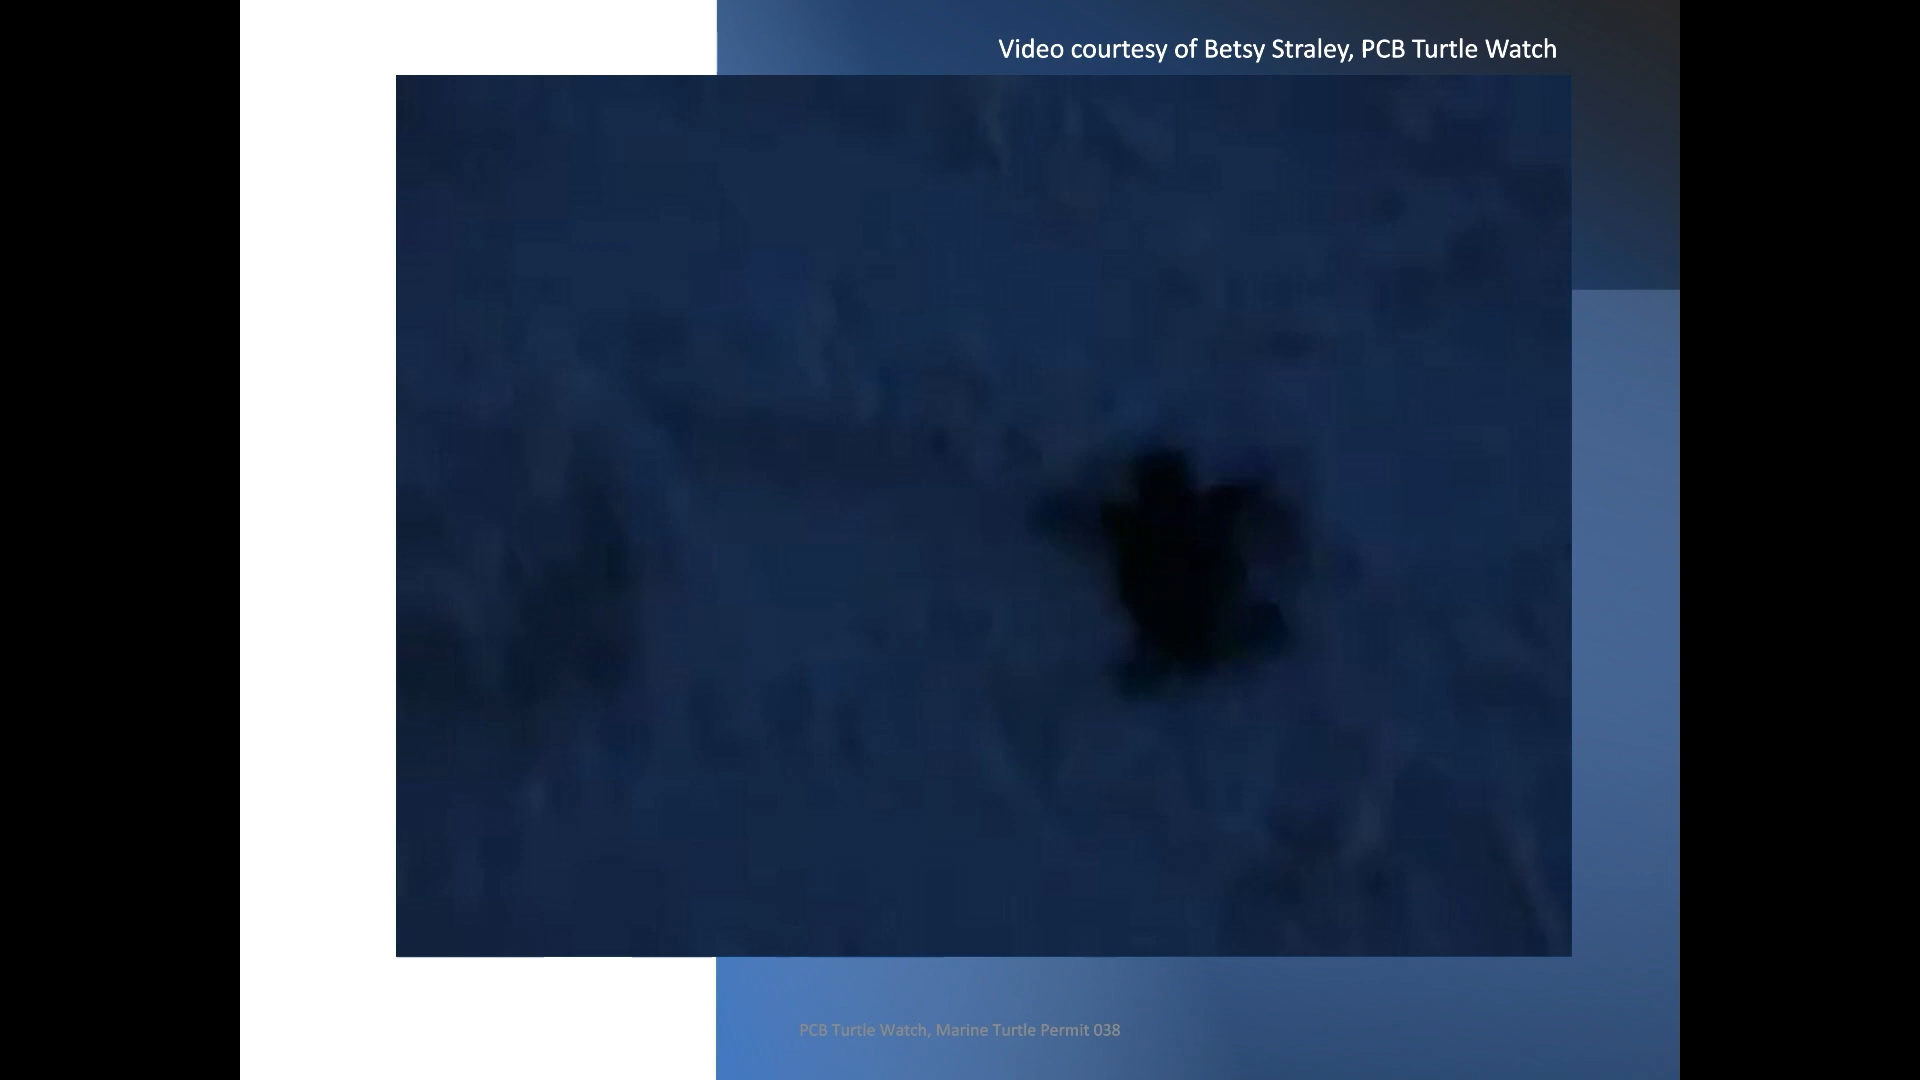 Video courtesy of Betsy Straley, PCB Turtle Watch
PCB Turtle Watch, Marine Turtle Permit 038